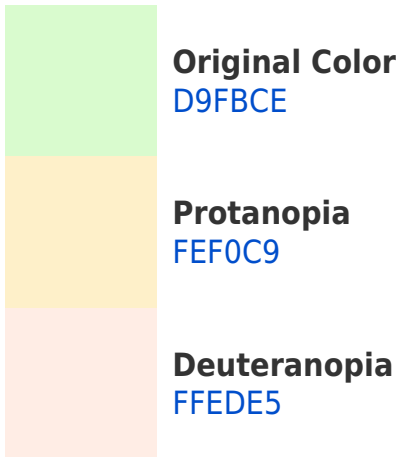 Original Color
D9FBCE
Protanopia
FEF0C9
Deuteranopia
FFEDE5